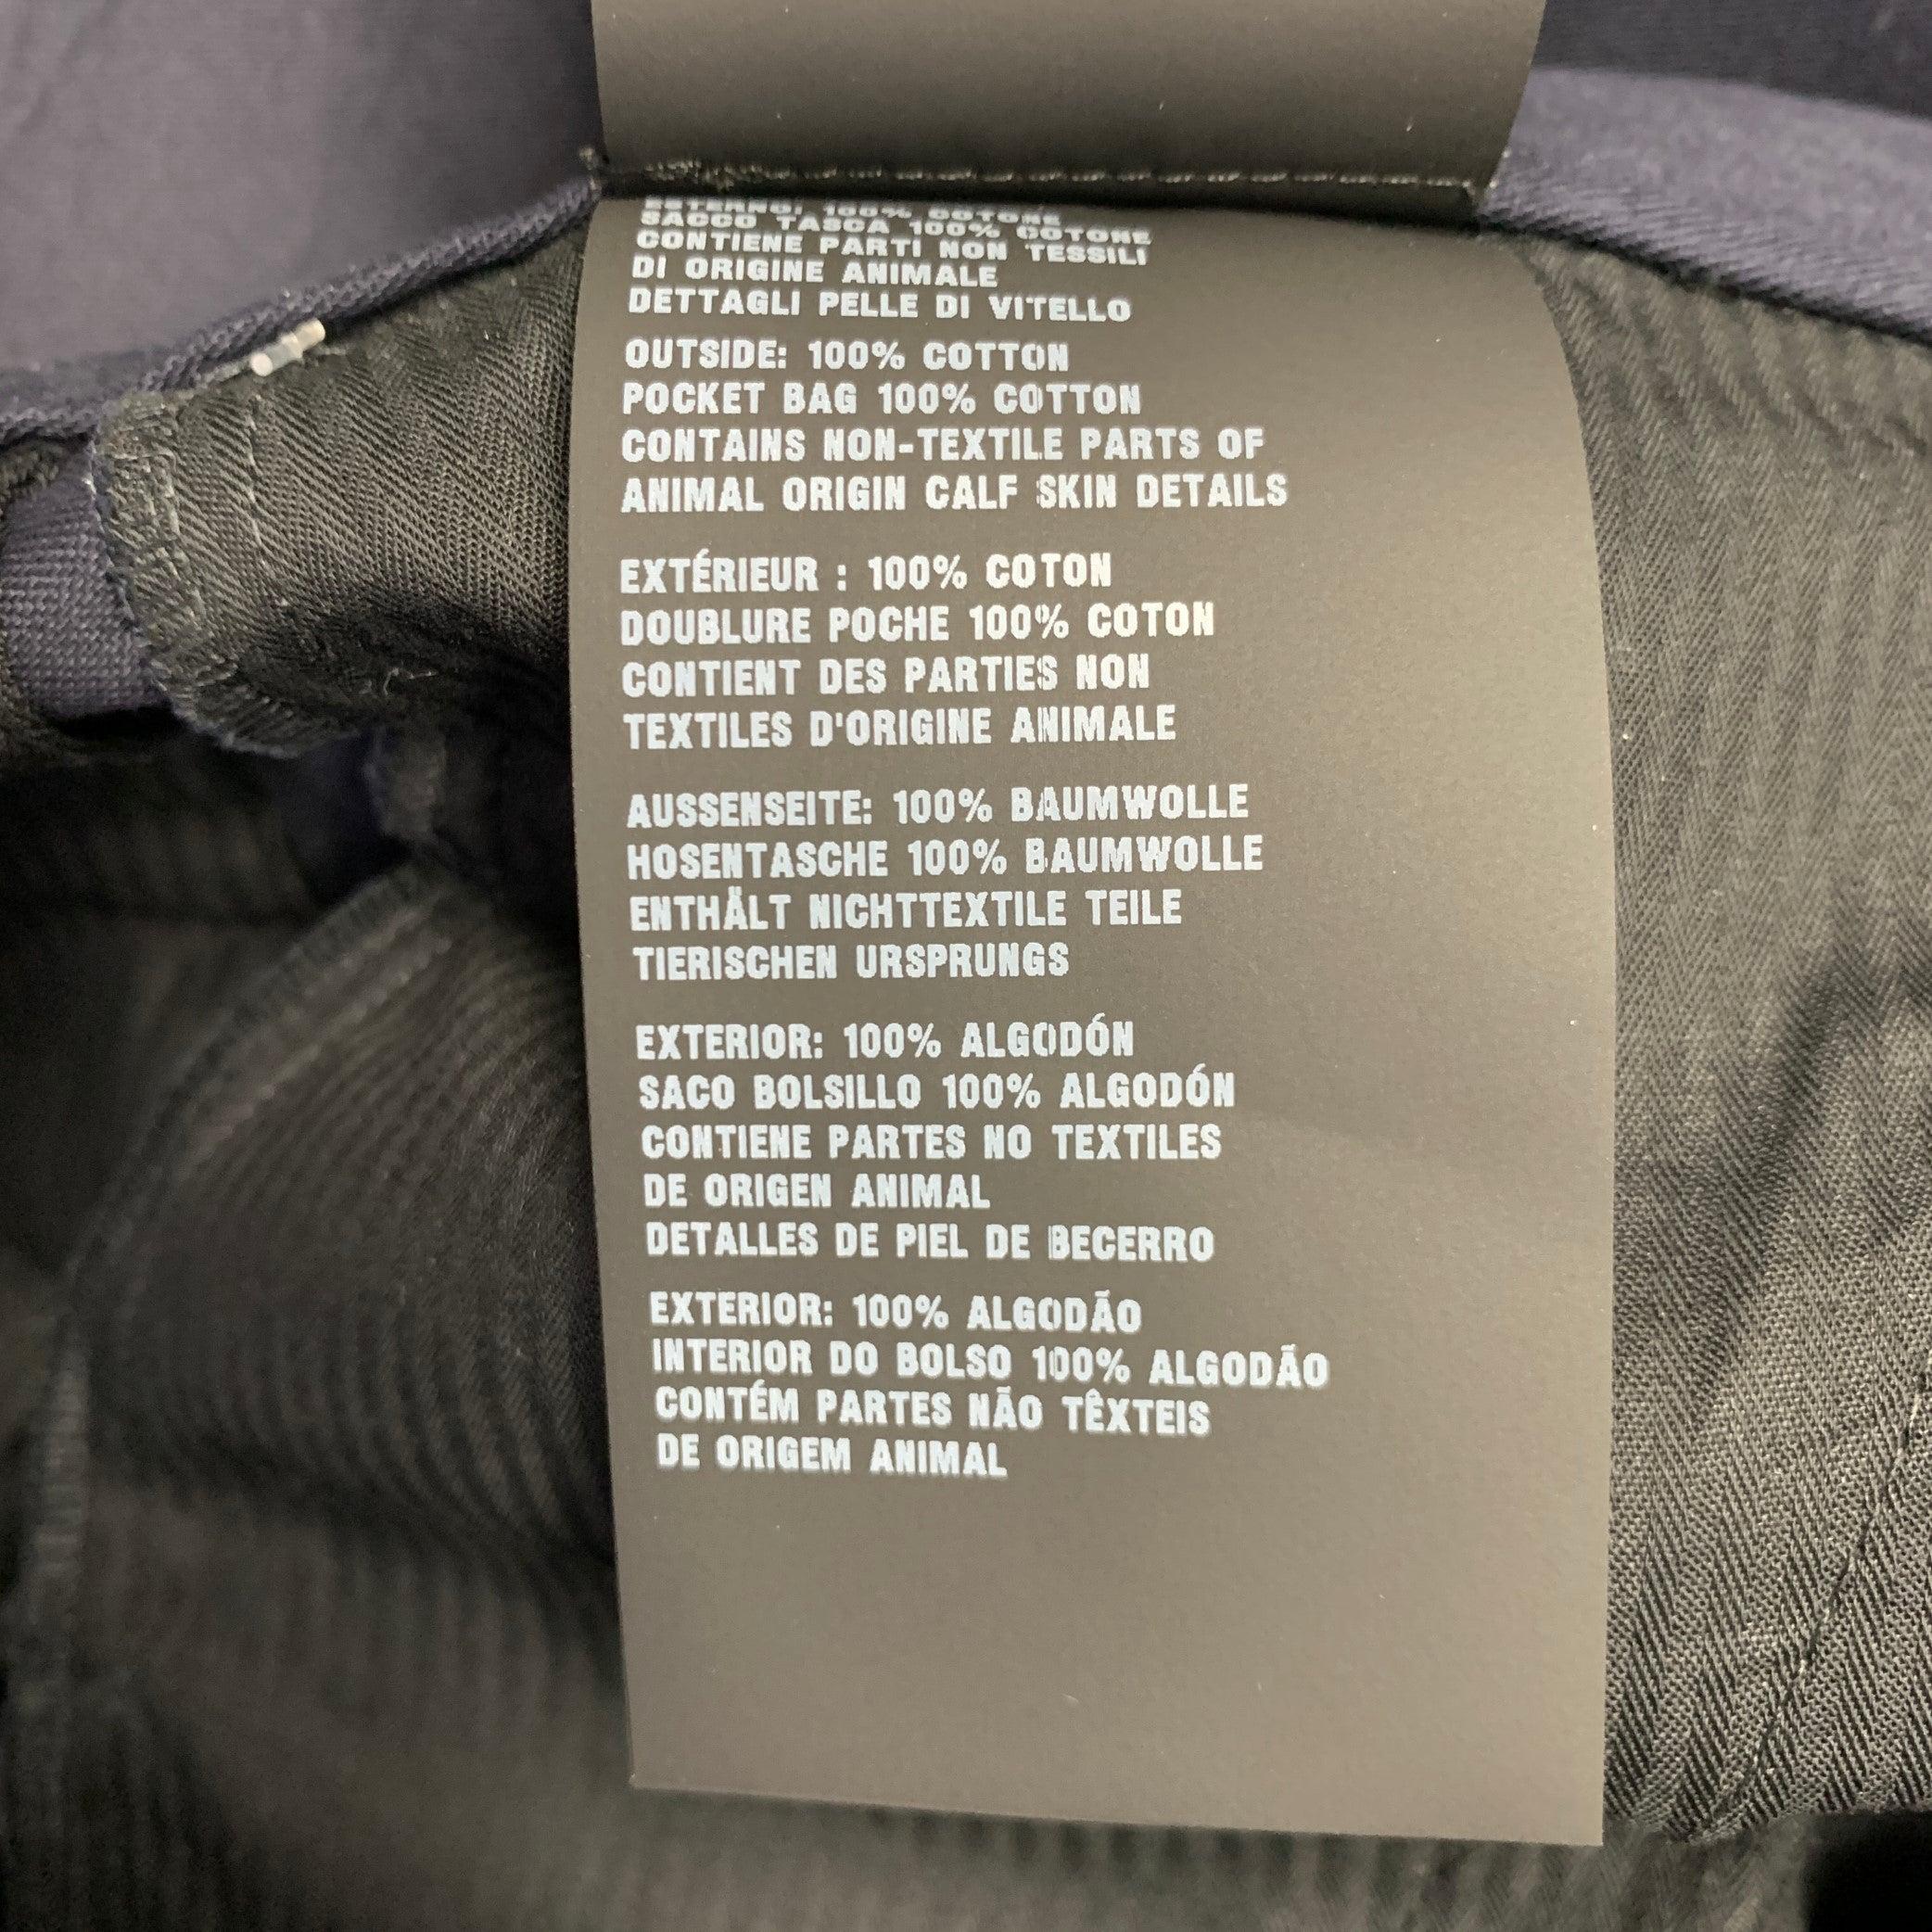 ESTERNO: 100% COTONE
SACCO TASCA 100% COTONE
CONTIENE PARTI NON TESSILI
DI ORIGINE ANIMALE
DETTAGLI PELLE DI VITELLO
OUTSIDE: 100% COTTON
POCKET BAG 100% COTTON
CONTAINS NON-TEXTILE PARTS OF
ANIMAL ORIGIN CALF SKIN DETAILS
EXTÉRIEUR : 100% COTON
DOUBLURE POCHE 100% COTON
CONTIENT DES PARTIES NON
TEXTILES D'ORIGINE ANIMALE
AUSSENSEITE: 100% BAUMWOLLE
HOSENTASCHE 100% BAUMWOLLE
ENTHÄLT NICHTTEXTILE TEILE
TIERISCHEN URSPRUNGS
EXTERIOR: 100% ALGODÓN
SACO BOLSILLO 100% ALGODÓN
CONTIENE PARTES NO TEXTILES
DE ORIGEN ANIMAL
DETALLES DE PIEL DE BECERRO
EXTERIOR: 100% ALGODÃO
INTERIOR DO BOLSO 100% ALGODÃO
CONTÉM PARTES NÃO TÊXTEIS
DE ORIGEM ANIMAL